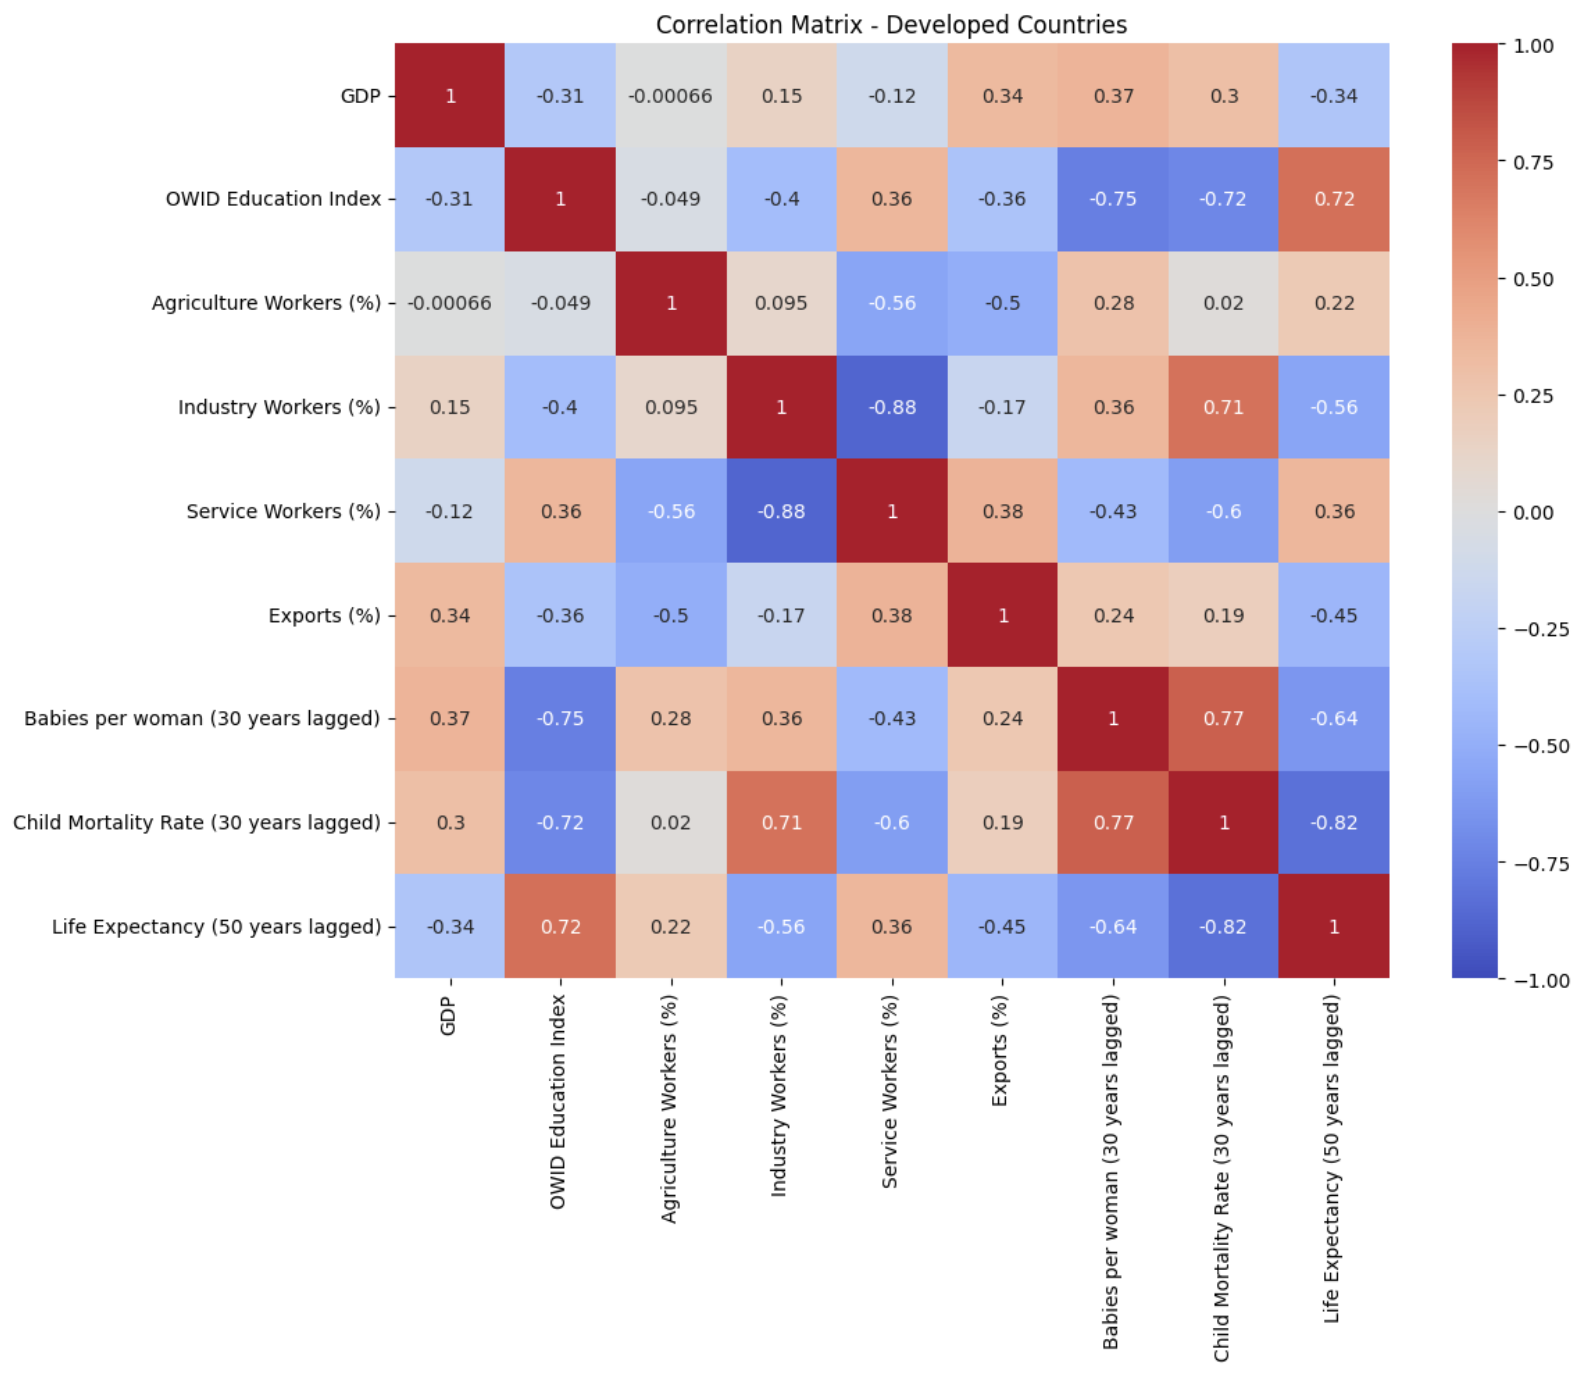 Correlation Matrix - Developed Countries
GDP 1 -0.31 -0.00066 0.15 -0.12 0.34 0.37 0.3 -0.34
OWID Education Index -0.31 1 -0.049 -0.4 0.36 -0.36 -0.75 -0.72 0.72
Agriculture Workers (%) -0.00066 -0.049 1 0.095 -0.56 -0.5 0.28 0.02 0.22
Industry Workers (%) 0.15 -0.4 0.095 1 -0.88 -0.17 0.36 0.71 -0.56
Service Workers (%) -0.12 0.36 -0.56 -0.88 1 0.38 -0.43 -0.6 0.36
Exports (%) 0.34 -0.36 -0.5 -0.17 0.38 1 0.24 0.19 -0.45
Babies per woman (30 years lagged) 0.37 -0.75 0.28 0.36 -0.43 0.24 1 0.77 -0.64
Child Mortality Rate (30 years lagged) 0.3 -0.72 0.02 0.71 -0.6 0.19 0.77 1 -0.82
Life Expectancy (50 years lagged) -0.34 0.72 0.22 -0.56 0.36 -0.45 -0.64 -0.82 1
GDP
OWID Education Index
Agriculture Workers (%)
Industry Workers (%)
Service Workers (%)
Exports (%)
Babies per woman (30 years lagged)
Child Mortality Rate (30 years lagged)
Life Expectancy (50 years lagged)
1.00
0.75
0.50
0.25
0.00
−0.25
−0.50
−0.75
−1.00